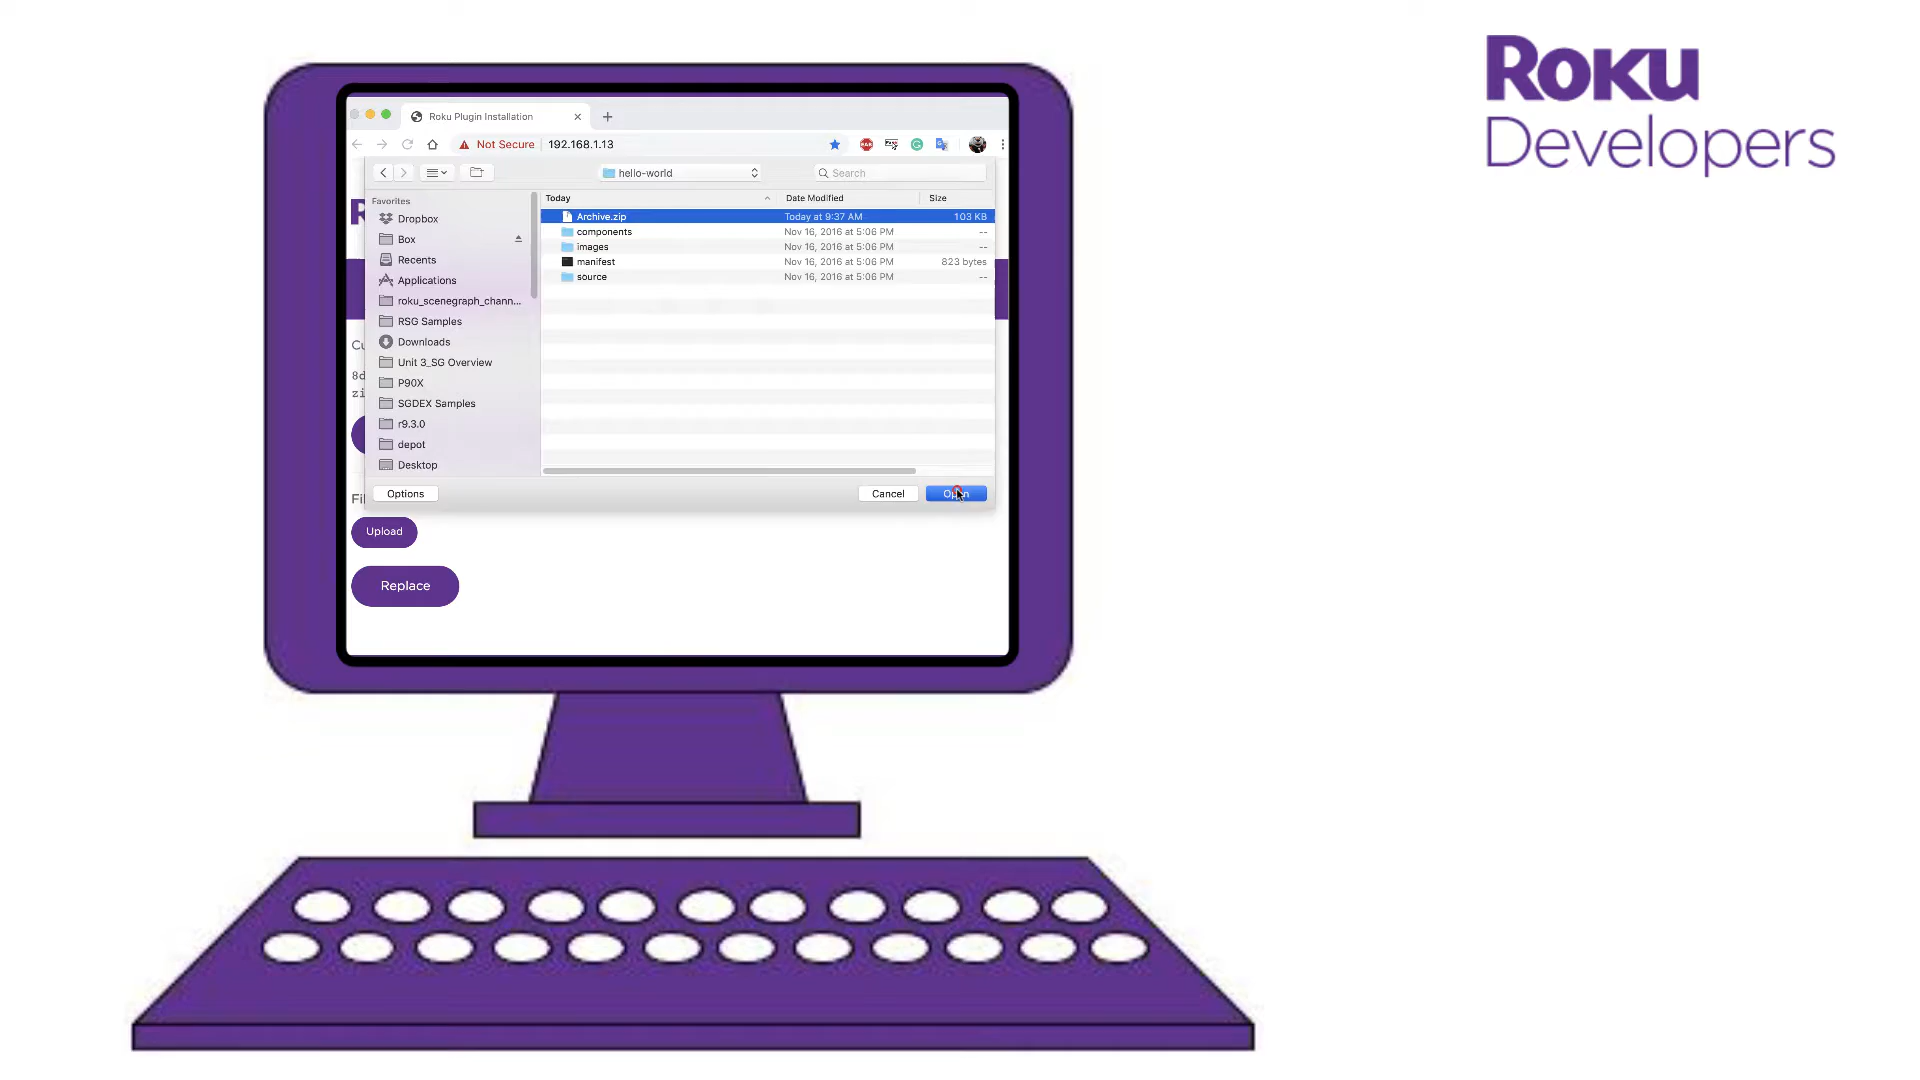 Roku
Developers
Roku Plugin Installation
Not Secure 192.168.1.13
hello-world
Search
Favorites
Dropbox
Box
Recents
Applications
roku_scenegraph_chann...
RSG Samples
Downloads
Unit 3_SG Overview
P90X
SGDEX Samples
r9.3.0
depot
Desktop
Today Date Modified Size
Archive.zip Today at 9:37 AM 103 KB
components Nov 16, 2016 at 5:06 PM --
images Nov 16, 2016 at 5:06 PM --
manifest Nov 16, 2016 at 5:06 PM 823 bytes
source Nov 16, 2016 at 5:06 PM --
Options Cancel Open
Upload
Replace